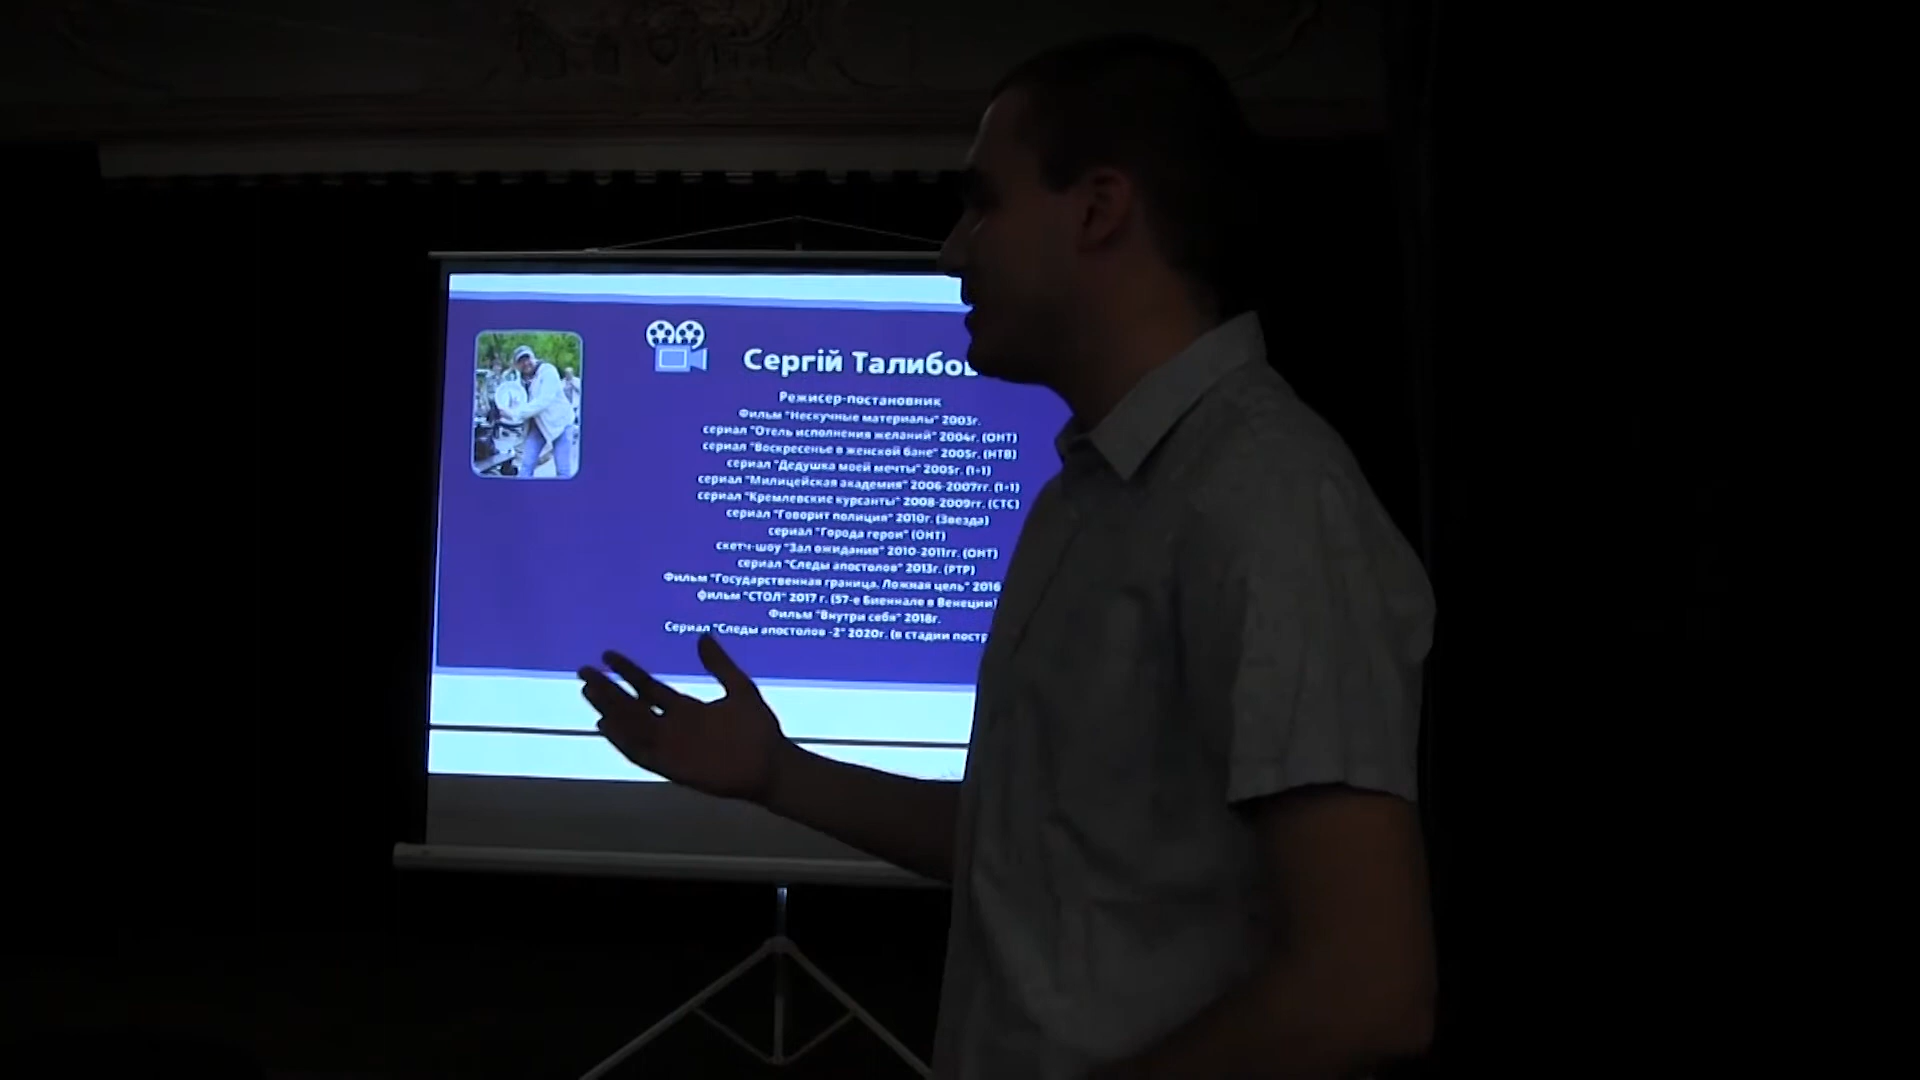 Сергій Талибов
Режисер-постановник
Фильм "Нескучные материалы" 2003г.
сериал "Отель исполнения желаний" 2004г. (ОНТ)
сериал "Воскресенье в женской бане" 2005г. (НТВ)
сериал "Дедушка моей мечты" 2005г. (1+1)
сериал "Милицейская академия" 2006-2007гг. (1+1)
сериал "Кремлевские курсанты" 2008-2009гг. (СТС)
сериал "Говорит полиция" 2010г. (Звезда)
сериал "Города герои" (ОНТ)
скетч-шоу "Зал ожидания" 2010-2011гг. (ОНТ)
сериал "Следы апостолов" 2013г. (РТР)
Фильм "Государственная граница. Ложная цель" 2016
фильм "СТОЛ" 2017 г. (57-е Биеннале в Венеции)
Фильм "Внутри себя" 2018г.
Сериал "Следы апостолов -2" 2020г. (в стадии